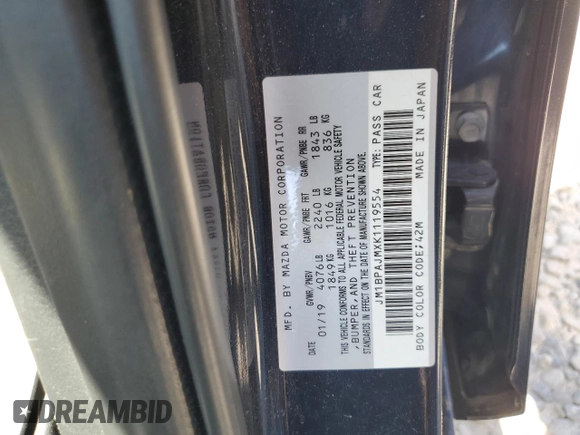 MFD. BY MAZDA MOTOR CORPORATION
DATE GVWR/PNBV GAWR/PNBE FRT GAWR/PNBE RR
01/19 4076 LB 2240 LB 1843 LB
1849 KG 1016 KG 836 KG
THIS VEHICLE CONFORMS TO ALL APPLICABLE FEDERAL MOTOR VEHICLE SAFETY
,BUMPER,AND THEFT PREVENTION
STANDARDS IN EFFECT ON THE DATE OF MANUFACTURE SHOWN ABOVE.
JM1BPAJMXK1119554 TYPE: PASS CAR
BODY COLOR CODE:42M MADE IN JAPAN
DREAMBID